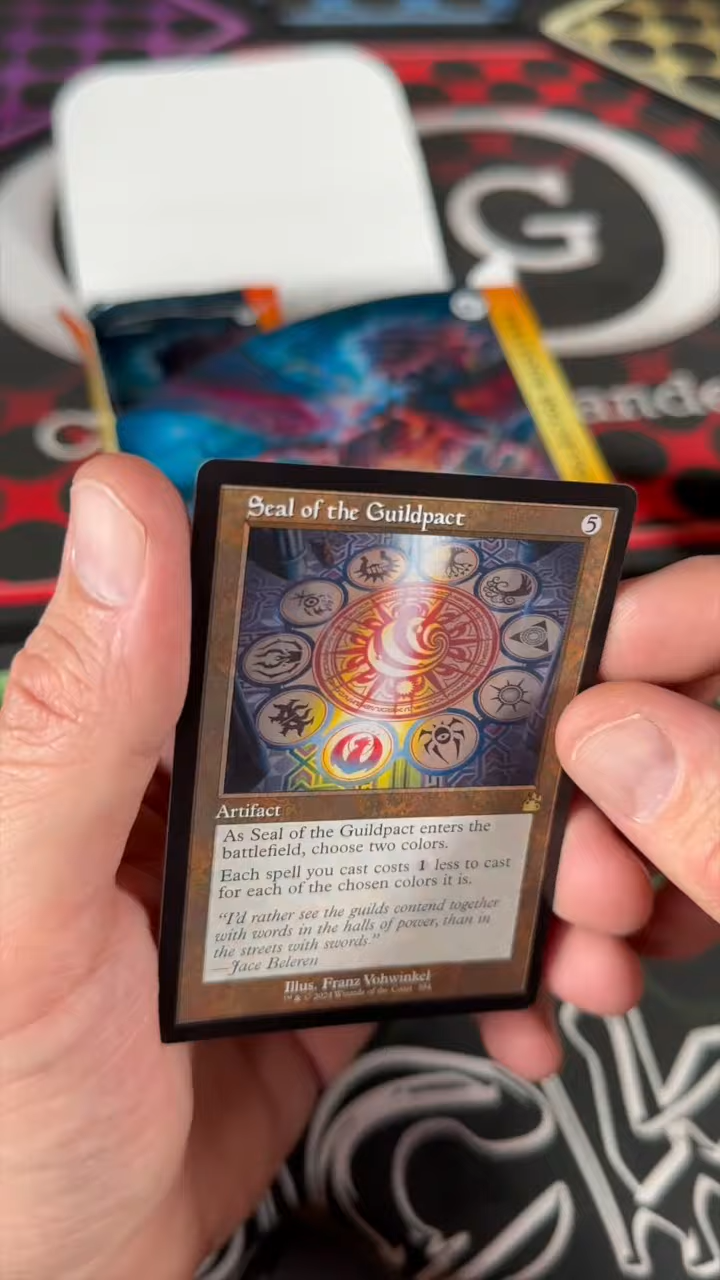 G
C
ande
Seal of the Guildpact
5
Artifact
As Seal of the Guildpact enters the
battlefield, choose two colors.
Each spell you cast costs 1 less to cast
for each of the chosen colors it is.
"I'd rather see the guilds contend together
with words in the halls of power, than in
the streets with swords."
—Jace Beleren
Illus. Franz Vohwinkel
™ & © 2024 Wizards of the Coast